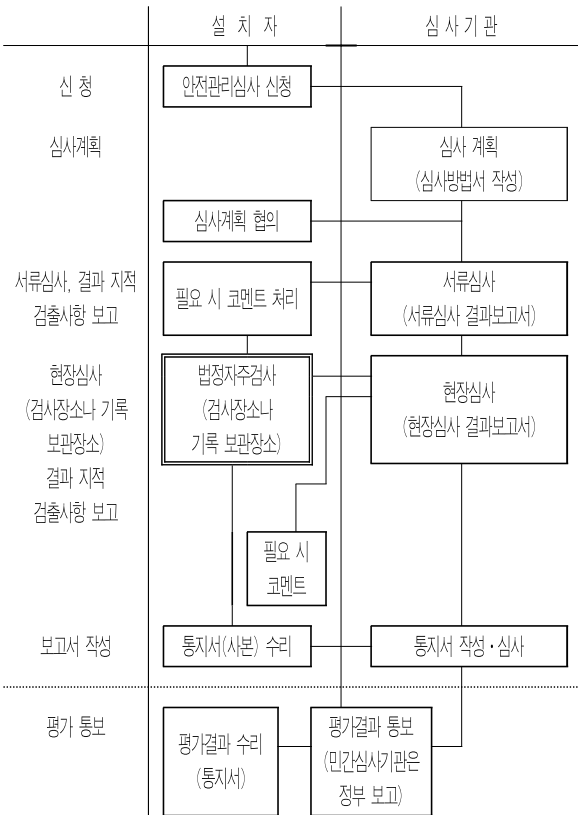 설 치 자
심사기관
신 청
안전관리심사 신청
심사계획
심사 계획
(심사방법서 작성)
심사계획 협의
서류심사, 결과 지적
검출사항 보고
필요 시 코멘트 처리
서류심사
(서류심사 결과보고서)
현장심사
(검사장소나 기록
보관장소)
결과 지적
검출사항 보고
법정자주검사
(검사장소나
기록 보관장소)
현장심사
(현장심사 결과보고서)
필요 시
코멘트
보고서 작성
통지서(사본) 수리
통지서 작성·심사
평가 통보
평가결과 수리
(통지서)
평가결과 통보
(민간심사기관은
정부 보고)